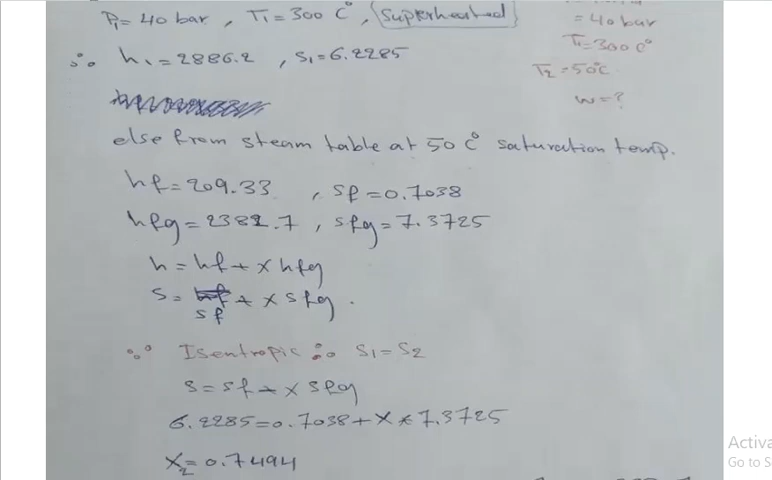 P1= 40 bar , T1= 300 C° , Superheated
= 40 bar
T1=300 C°
T2 =50°C
w=?
∴ h1=2886.2 , s1=6.2285
else from steam table at 50 C° saturation temp.
hf=209.33 , sf=0.7038
hfg=2382.7 , sfg=7.3725
h = hf + x hfg
s = sf + x sfg .
∵ Isentropic ∴ s1=s2
s= sf + x sfg
6.2285=0.7038+x*7.3725
x2=0.7494
Activa
Go to S